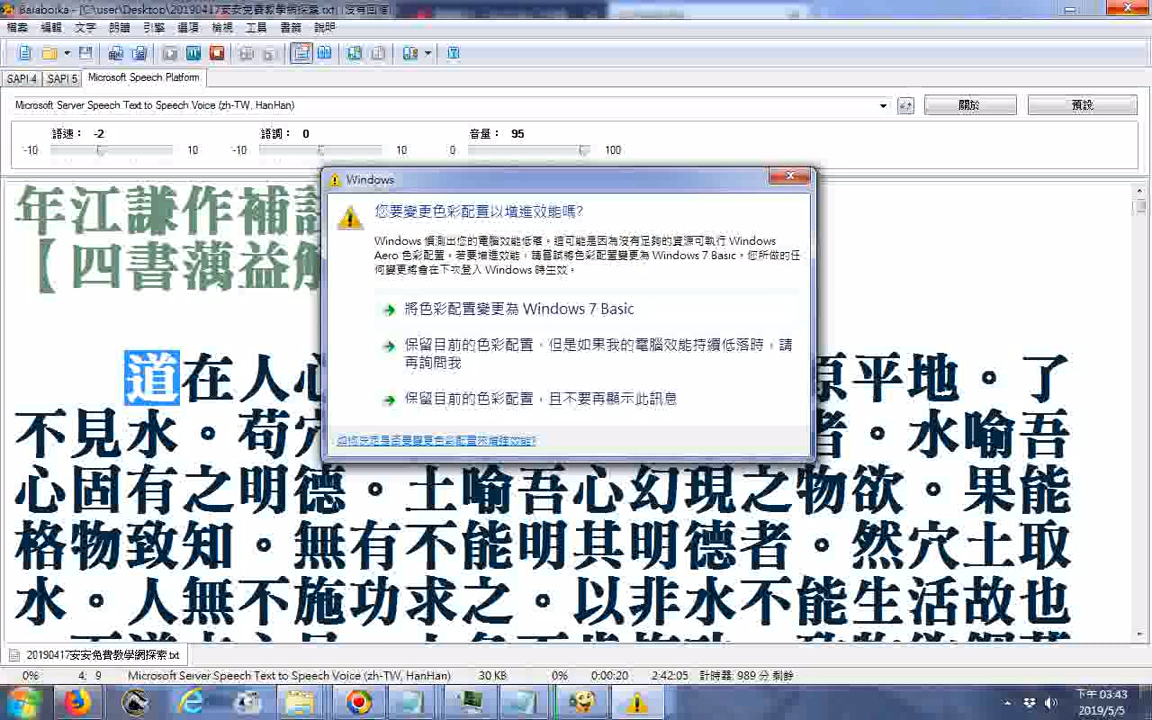 Balabolka - [C:\user\Desktop\20190417安安免費教學網探索.txt]
檔案 編輯 文字 朗讀 引擎 選項 檢視 工具 書籤 說明
SAPI 4 SAPI 5 Microsoft Speech Platform
Microsoft Server Speech Text to Speech Voice (zh-TW, HanHan) 關於 預設
語速： -2 語調： 0 音量： 95
-10 10 -10 10 0 100
Windows
您要變更色彩配置以增進效能嗎?
Windows 偵測出您的電腦效能低落。這可能是因為沒有足夠的資源可執行 Windows
Aero 色彩配置。若要增進效能，請嘗試將色彩配置變更為 Windows 7 Basic。您所做的任
何變更將會在下次登入 Windows 時生效。
將色彩配置變更為 Windows 7 Basic
保留目前的色彩配置，但是如果我的電腦效能持續低落時，請
再詢問我
保留目前的色彩配置，且不要再顯示此訊息
年江謙作補註
【四書蕅益解
道在人心 原平地。了
不見水。苟穴 者。水喻吾
心固有之明德。土喻吾心幻現之物欲。果能
格物致知。無有不能明其明德者。然穴土取
水。人無不施功求之。以非水不能生活故也
20190417安安免費教學網探索.txt
0% 4: 9 Microsoft Server Speech Text to Speech Voice (zh-TW, HanHan) 30 KB 0% 0:00:20 2:42:05 計時器: 989 分 剩餘
下午 03:43
2019/5/5